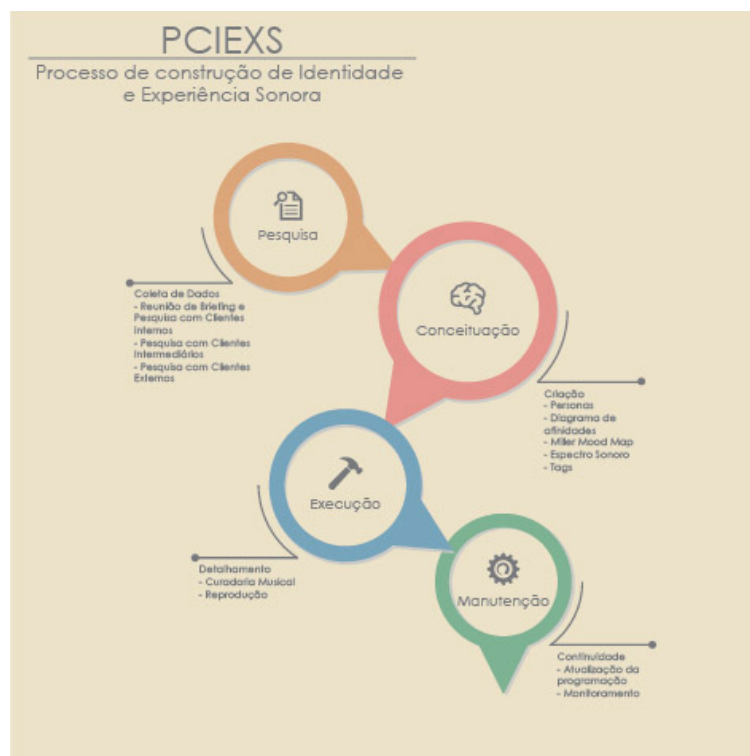 PCIEXS
Processo de construção de Identidade
e Experiência Sonora
Pesquisa
Coleta de Dados
- Reunião de Briefing e
Pesquisa com Clientes
Internos
- Pesquisa com Clientes
Intermediários
- Pesquisa com Clientes
Externos
Conceituação
Criação
- Personas
- Diagrama de
afinidades
- Miller Mood Map
- Espectro Sonoro
- Tags
Execução
Detalhamento
- Curadoria Musical
- Reprodução
Manutenção
Continuidade
- Atualização da
programação
- Monitoramento